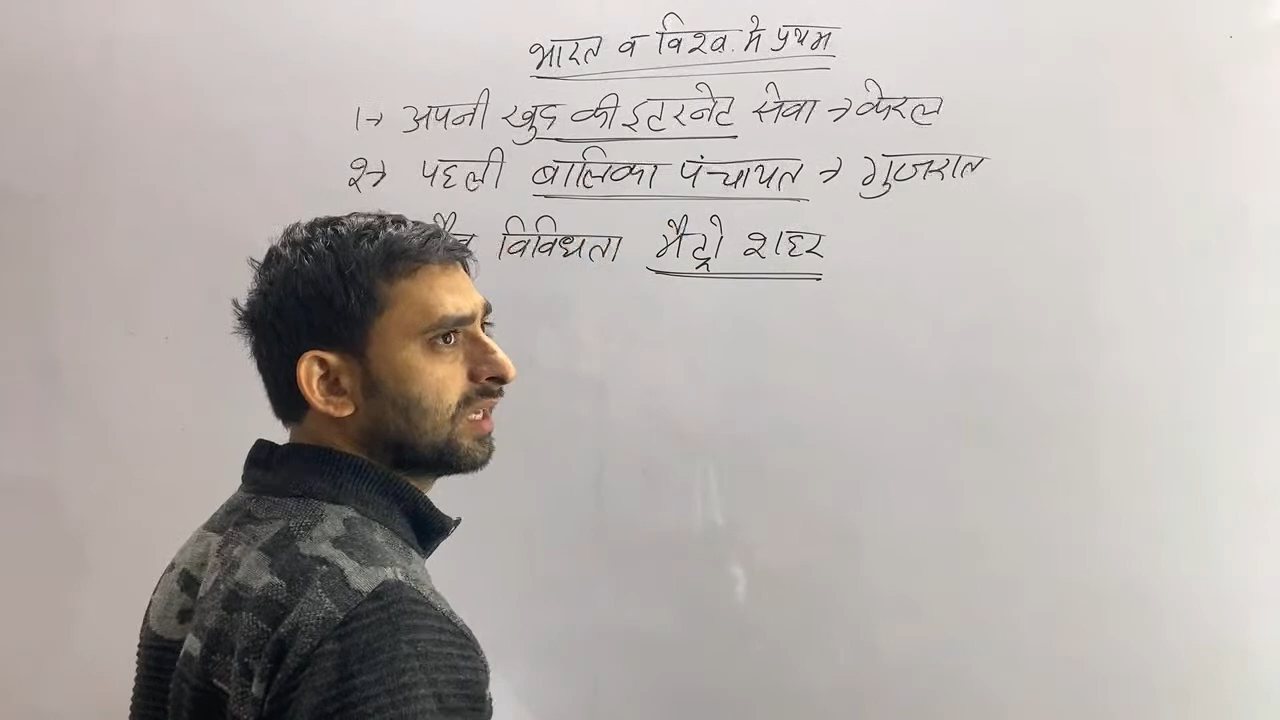 भारत व विश्व में प्रथम
1→ अपनी खुद की इटरनेट सेवा → केरल
2→ पहली बालिका पंचायत → गुजरात
विविधता मैट्रो शहर